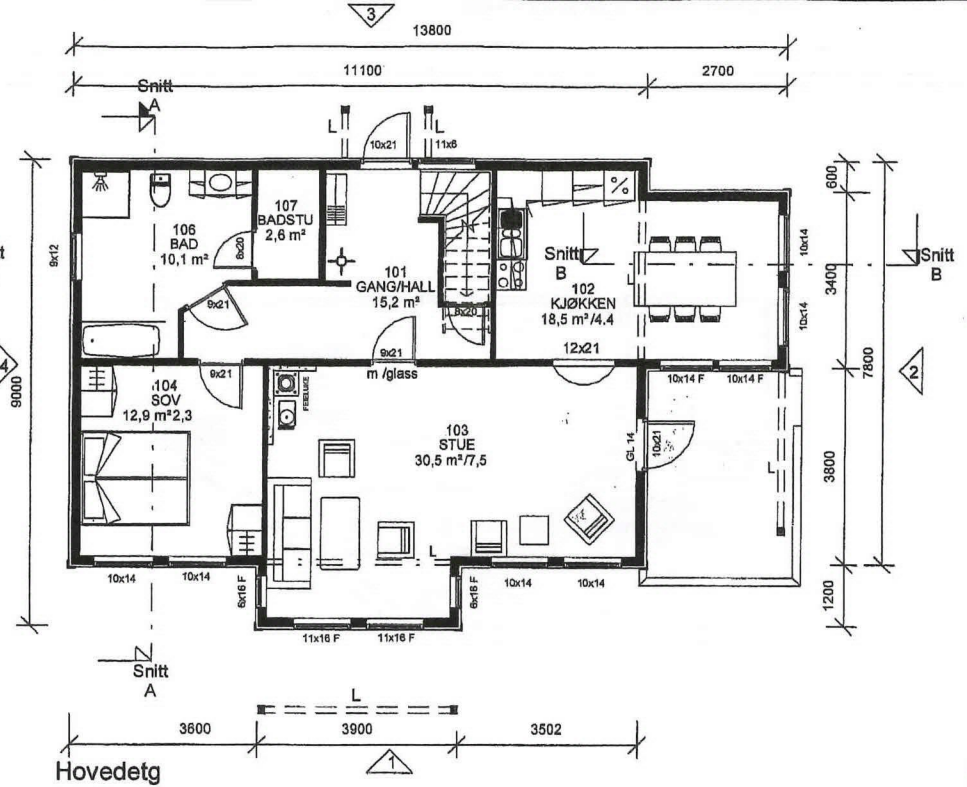 3
13800
11100
2700
Snitt
A
L
10x21
L
11x6
600
107
BADSTU
2,6 m²
106
BAD
10,1 m²
8x20
9x12
Snitt
B
10x14
Snitt
B
L
3400
101
GANG/HALL
15,2 m²
102
KJØKKEN
18,5 m²/4.4
9x21
8x20
10x14
9000
4
9x21
9x21
m /glass
12x21
10x14 F
10x14 F
7800
2
104
SOV
12,9 m²2,3
FEIELUKE
103
STUE
30,5 m²/7,5
GL 14
10x21
3800
L
L
10x14
10x14
6x16 F
6x16 F
10x14
10x14
1200
11x16 F
11x16 F
Snitt
A
L
3600
3900
3502
1
Hovedetg